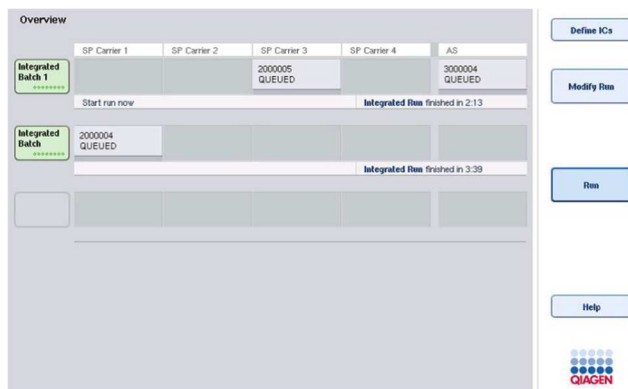 Overview
Define ICs
SP Carrier 1 SP Carrier 2 SP Carrier 3 SP Carrier 4 AS
Integrated
Batch 1
2000005
QUEUED
3000004
QUEUED
Modify Run
Start run now Integrated Run finished in 2:13
Integrated
Batch
2000004
QUEUED
Integrated Run finished in 3:39
Run
Help
QIAGEN